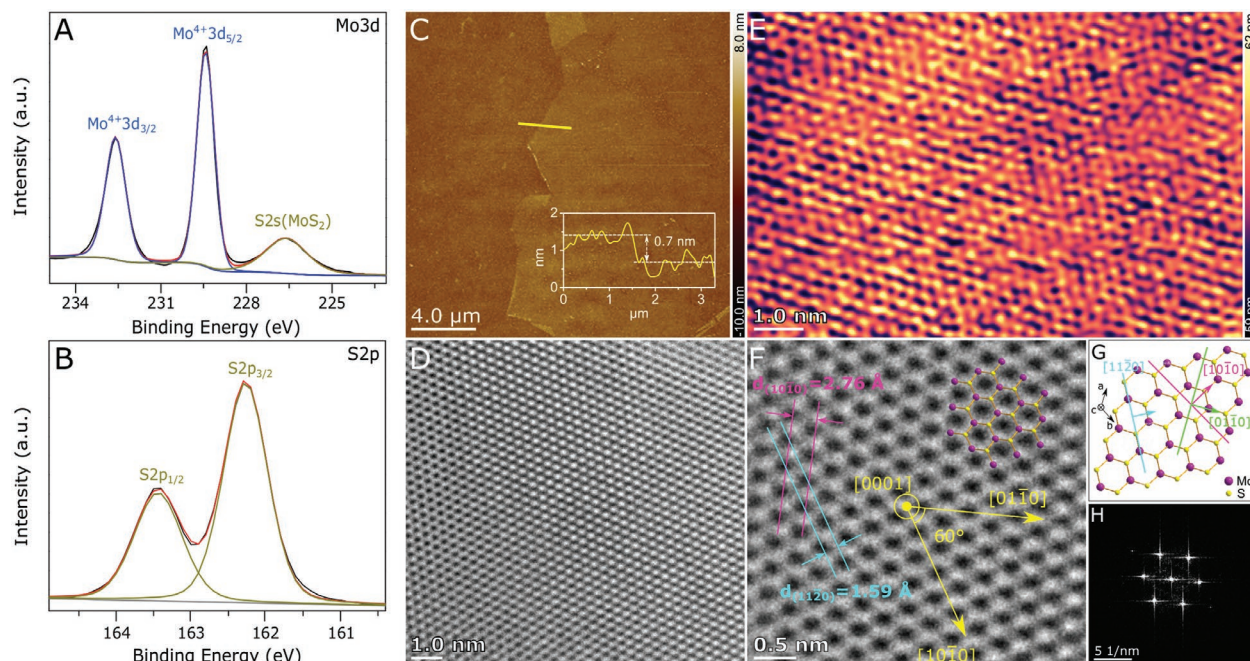 A
Mo3d
Mo⁴⁺3d₅/₂
Mo⁴⁺3d₃/₂
S2s(MoS₂)
Intensity (a.u.)
234
231
228
225
Binding Energy (eV)
B
S2p
S2p₃/₂
S2p₁/₂
Intensity (a.u.)
164
163
162
161
Binding Energy (eV)
C
8.0 nm
-10.0 nm
2
1
0
nm
0.7 nm
0
1
2
3
µm
4.0 µm
D
1.0 nm
E
1.0 nm
F
d(101̄0)=2.76 Å
[0001]
[011̄0]
60°
d(112̄0)=1.59 Å
[101̄0]
0.5 nm
G
[112̄0]
[101̄0]
[011̄0]
a
c
b
Mo
S
H
5 1/nm